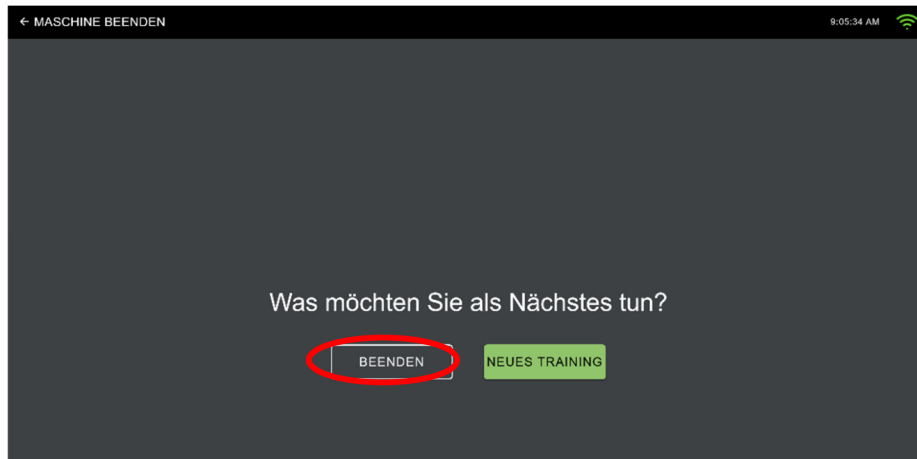 ← MASCHINE BEENDEN
9:05:34 AM
Was möchten Sie als Nächstes tun?
BEENDEN
NEUES TRAINING